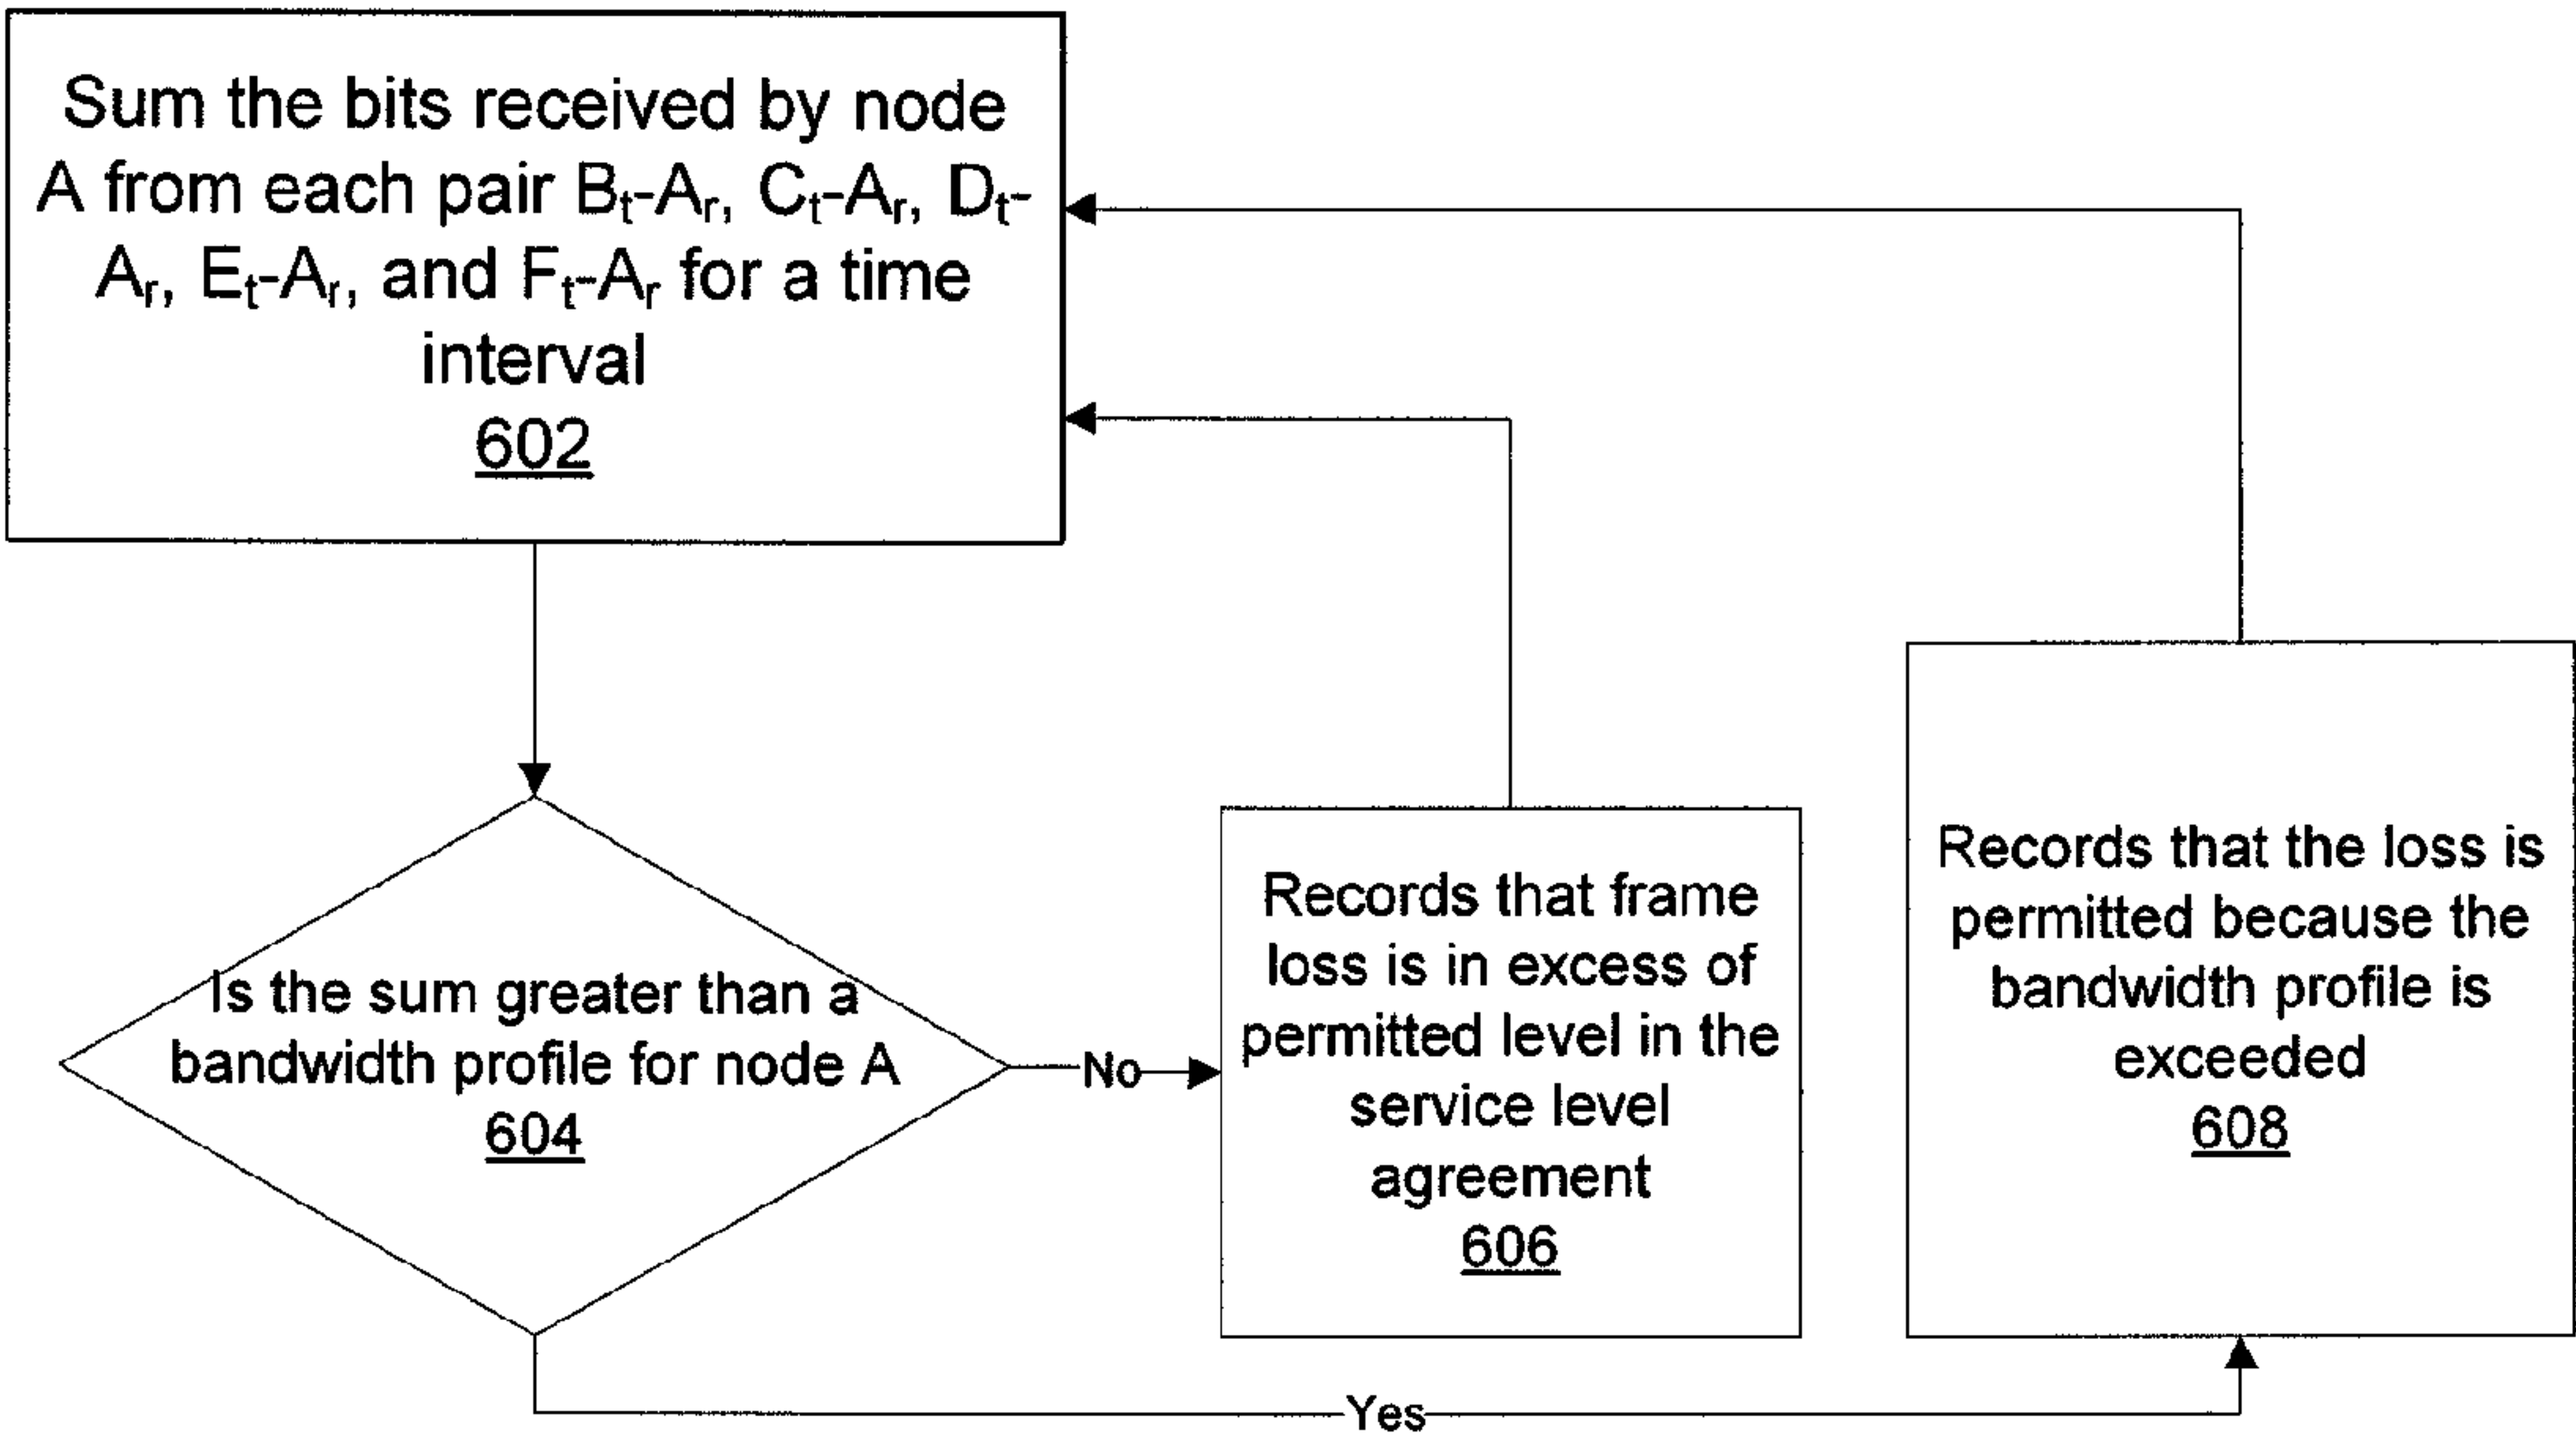 Sum the bits received by node
A from each pair Bt-Ar, Ct-Ar, Dt-
Ar, Et-Ar, and Ft-Ar for a time
interval
602
Is the sum greater than a
bandwidth profile for node A
604
No
Records that frame
loss is in excess of
permitted level in the
service level
agreement
606
Records that the loss is
permitted because the
bandwidth profile is
exceeded
608
Yes